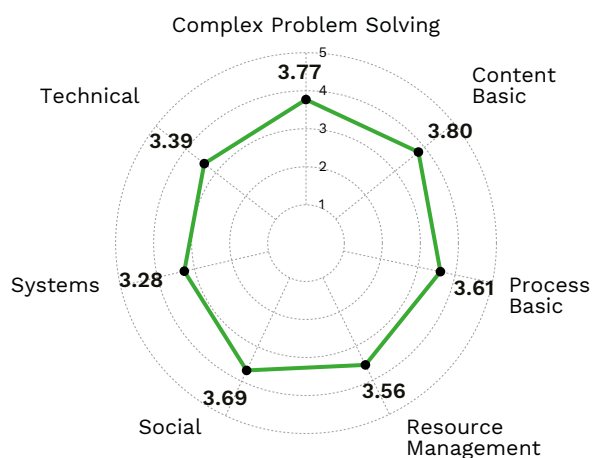 Complex Problem Solving
5
3.77
4
Content
Basic
Technical
3.80
3.39
3
2
1
Systems
3.28
3.61
Process
Basic
3.69
3.56
Social
Resource
Management